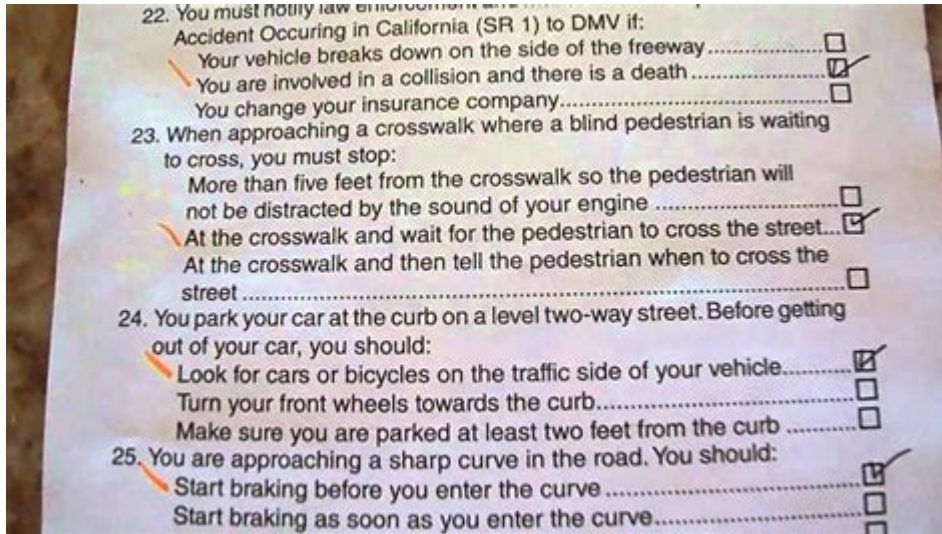 22. You must notify law enforcement and
Accident Occuring in California (SR 1) to DMV if:
Your vehicle breaks down on the side of the freeway
You are involved in a collision and there is a death
You change your insurance company
23. When approaching a crosswalk where a blind pedestrian is waiting
to cross, you must stop:
More than five feet from the crosswalk so the pedestrian will
not be distracted by the sound of your engine
At the crosswalk and wait for the pedestrian to cross the street...
At the crosswalk and then tell the pedestrian when to cross the
street
24. You park your car at the curb on a level two-way street. Before getting
out of your car, you should:
Look for cars or bicycles on the traffic side of your vehicle
Turn your front wheels towards the curb
Make sure you are parked at least two feet from the curb
25. You are approaching a sharp curve in the road. You should:
Start braking before you enter the curve
Start braking as soon as you enter the curve